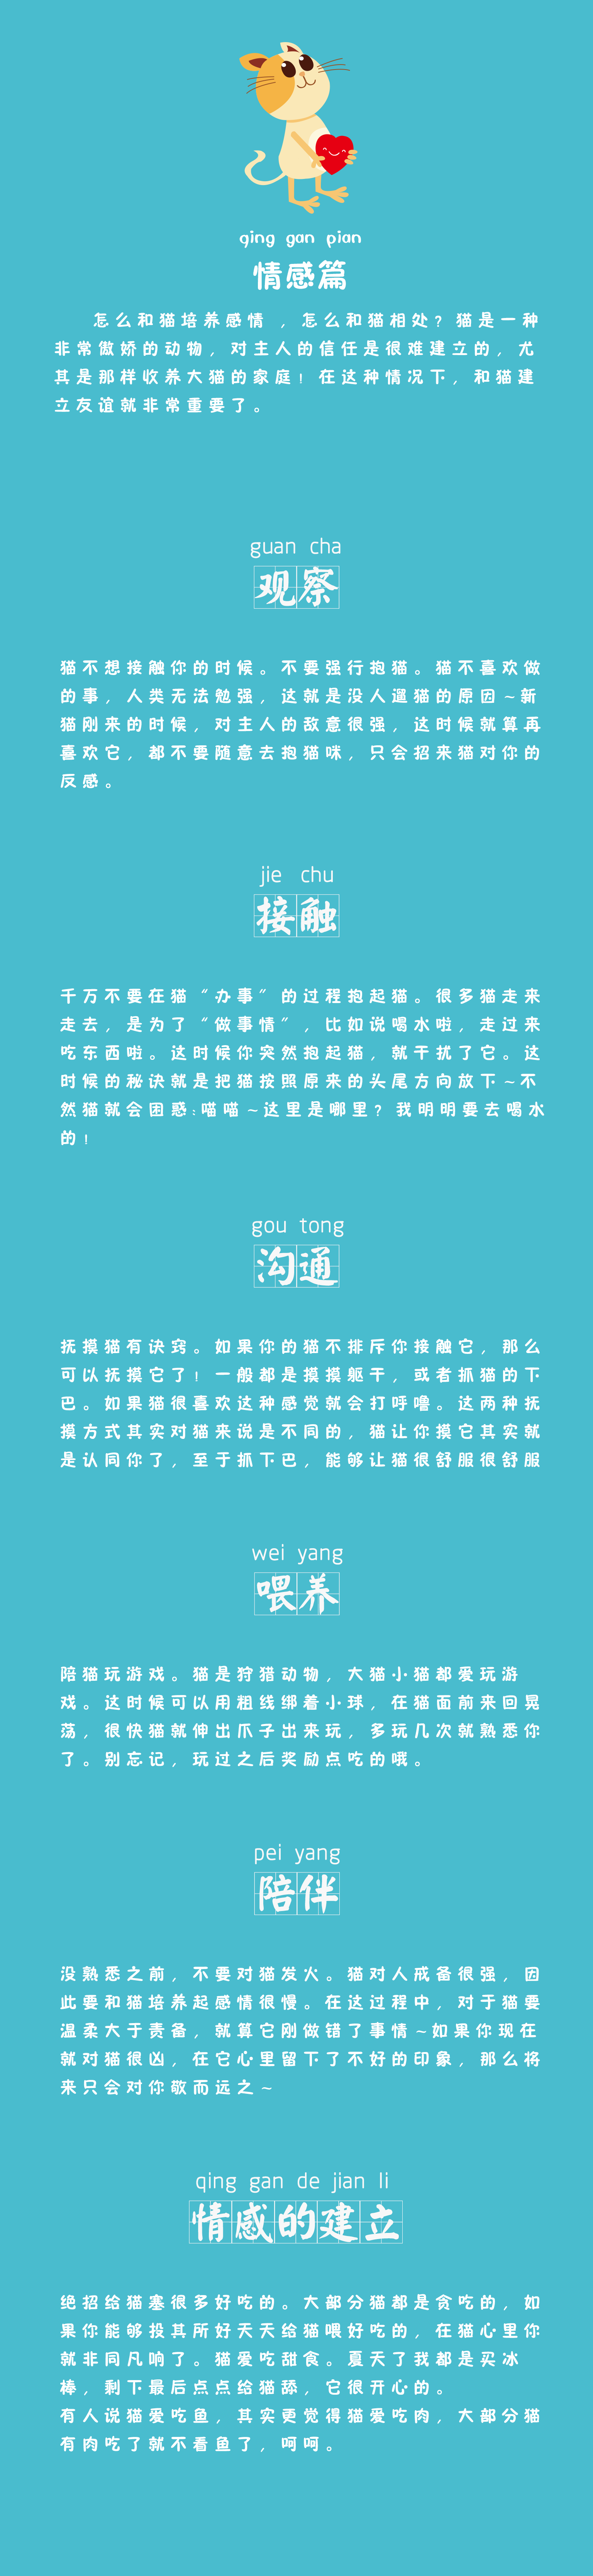 qing gan pian
情感篇
怎么和猫培养感情，怎么和猫相处？猫是一种
非常傲娇的动物，对主人的信任是很难建立的，尤
其是那样收养大猫的家庭！在这种情况下，和猫建
立友谊就非常重要了。
guan cha
观察
猫不想接触你的时候。不要强行抱猫。猫不喜欢做
的事，人类无法勉强，这就是没人遛猫的原因~新
猫刚来的时候，对主人的敌意很强，这时候就算再
喜欢它，都不要随意去抱猫咪，只会招来猫对你的
反感。
jie chu
接触
千万不要在猫“办事”的过程抱起猫。很多猫走来
走去，是为了“做事情”，比如说喝水啦，走过来
吃东西啦。这时候你突然抱起猫，就干扰了它。这
时候的秘诀就是把猫按照原来的头尾方向放下~不
然猫就会困惑:喵喵~这里是哪里？我明明要去喝水
的！
gou tong
沟通
抚摸猫有诀窍。如果你的猫不排斥你接触它，那么
可以抚摸它了！一般都是摸摸躯干，或者抓猫的下
巴。如果猫很喜欢这种感觉就会打呼噜。这两种抚
摸方式其实对猫来说是不同的，猫让你摸它其实就
是认同你了，至于抓下巴，能够让猫很舒服很舒服
wei yang
喂养
陪猫玩游戏。猫是狩猎动物，大猫小猫都爱玩游
戏。这时候可以用粗线绑着小球，在猫面前来回晃
荡，很快猫就伸出爪子出来玩，多玩几次就熟悉你
了。别忘记，玩过之后奖励点吃的哦。
pei yang
陪伴
没熟悉之前，不要对猫发火。猫对人戒备很强，因
此要和猫培养起感情很慢。在这过程中，对于猫要
温柔大于责备，就算它刚做错了事情~如果你现在
就对猫很凶，在它心里留下了不好的印象，那么将
来只会对你敬而远之~
qing gan de jian li
情感的建立
绝招给猫塞很多好吃的。大部分猫都是贪吃的，如
果你能够投其所好天天给猫喂好吃的，在猫心里你
就非同凡响了。猫爱吃甜食。夏天了我都是买冰
棒，剩下最后点点给猫舔，它很开心的。
有人说猫爱吃鱼，其实更觉得猫爱吃肉，大部分猫
有肉吃了就不看鱼了，呵呵。